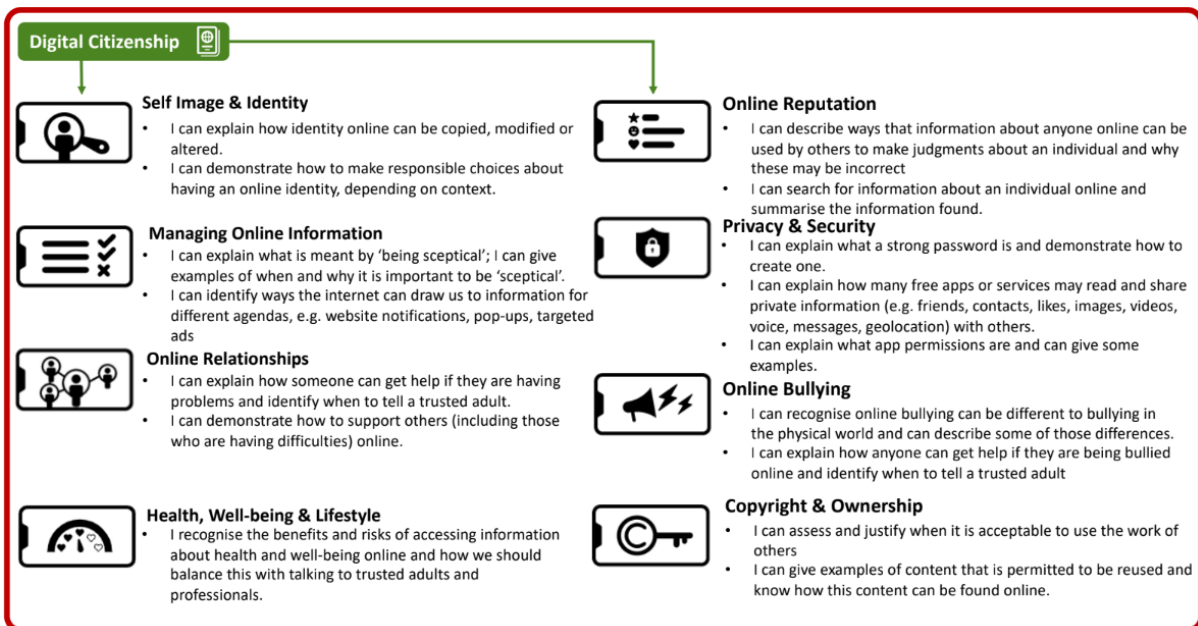 Digital Citizenship
Self Image & Identity
• I can explain how identity online can be copied, modified or
altered.
• I can demonstrate how to make responsible choices about
having an online identity, depending on context.
Managing Online Information
• I can explain what is meant by ‘being sceptical’; I can give
examples of when and why it is important to be ‘sceptical’.
• I can identify ways the internet can draw us to information for
different agendas, e.g. website notifications, pop-ups, targeted
ads
Online Relationships
• I can explain how someone can get help if they are having
problems and identify when to tell a trusted adult.
• I can demonstrate how to support others (including those
who are having difficulties) online.
Health, Well-being & Lifestyle
• I recognise the benefits and risks of accessing information
about health and well-being online and how we should
balance this with talking to trusted adults and
professionals.
Online Reputation
• I can describe ways that information about anyone online can be
used by others to make judgments about an individual and why
these may be incorrect
• I can search for information about an individual online and
summarise the information found.
Privacy & Security
• I can explain what a strong password is and demonstrate how to
create one.
• I can explain how many free apps or services may read and share
private information (e.g. friends, contacts, likes, images, videos,
voice, messages, geolocation) with others.
• I can explain what app permissions are and can give some
examples.
Online Bullying
• I can recognise online bullying can be different to bullying in
the physical world and can describe some of those differences.
• I can explain how anyone can get help if they are being bullied
online and identify when to tell a trusted adult
Copyright & Ownership
• I can assess and justify when it is acceptable to use the work of
others
• I can give examples of content that is permitted to be reused and
know how this content can be found online.